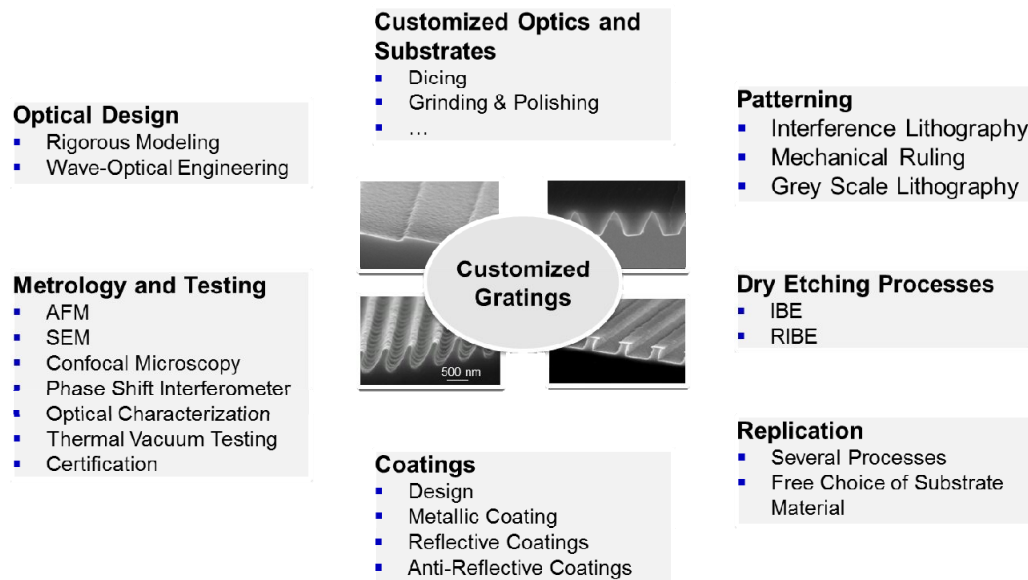 Customized Optics and
Substrates
▪ Dicing
▪ Grinding & Polishing
▪ …
Optical Design
▪ Rigorous Modeling
▪ Wave-Optical Engineering
Patterning
▪ Interference Lithography
▪ Mechanical Ruling
▪ Grey Scale Lithography
Customized
Gratings
500 nm
Metrology and Testing
▪ AFM
▪ SEM
▪ Confocal Microscopy
▪ Phase Shift Interferometer
▪ Optical Characterization
▪ Thermal Vacuum Testing
▪ Certification
Dry Etching Processes
▪ IBE
▪ RIBE
Coatings
▪ Design
▪ Metallic Coating
▪ Reflective Coatings
▪ Anti-Reflective Coatings
Replication
▪ Several Processes
▪ Free Choice of Substrate
Material